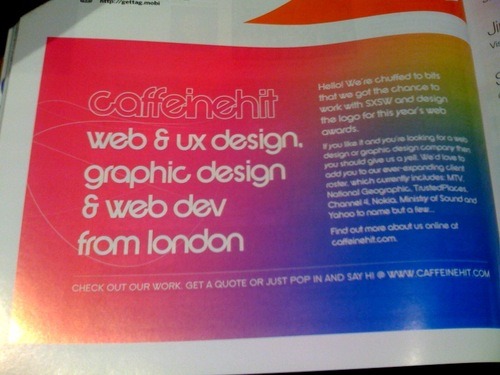 http://gettag.mobi
caffeinehit
web & ux design,
graphic design
& web dev
from london
Hello! We're chuffed to bits
that we got the chance to
work with SXSW and design
the logo for this year's web
awards.
If you like it and you're looking for a web
design or graphic design company then
you should give us a yell. We'd love to
add you to our ever-expanding client
roster, which currently includes: MTV,
National Geographic, TrustedPlaces,
Channel 4, Nokia, Ministry of Sound and
Yahoo to name but a few...
Find out more about us online at
caffeinehit.com.
CHECK OUT OUR WORK, GET A QUOTE OR JUST POP IN AND SAY HI @ WWW.CAFFEINEHIT.COM